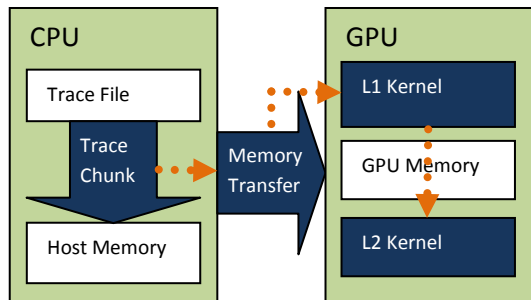 CPU
Trace File
Trace
Chunk
Host Memory
Memory
Transfer
GPU
L1 Kernel
GPU Memory
L2 Kernel